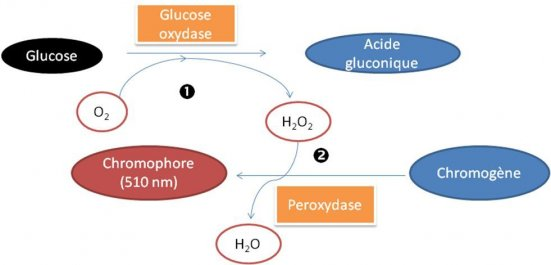 Glucose
oxydase
Glucose
Acide
gluconique
O₂
❶
H₂O₂
❷
Chromophore
(510 nm)
Chromogène
Peroxydase
H₂O